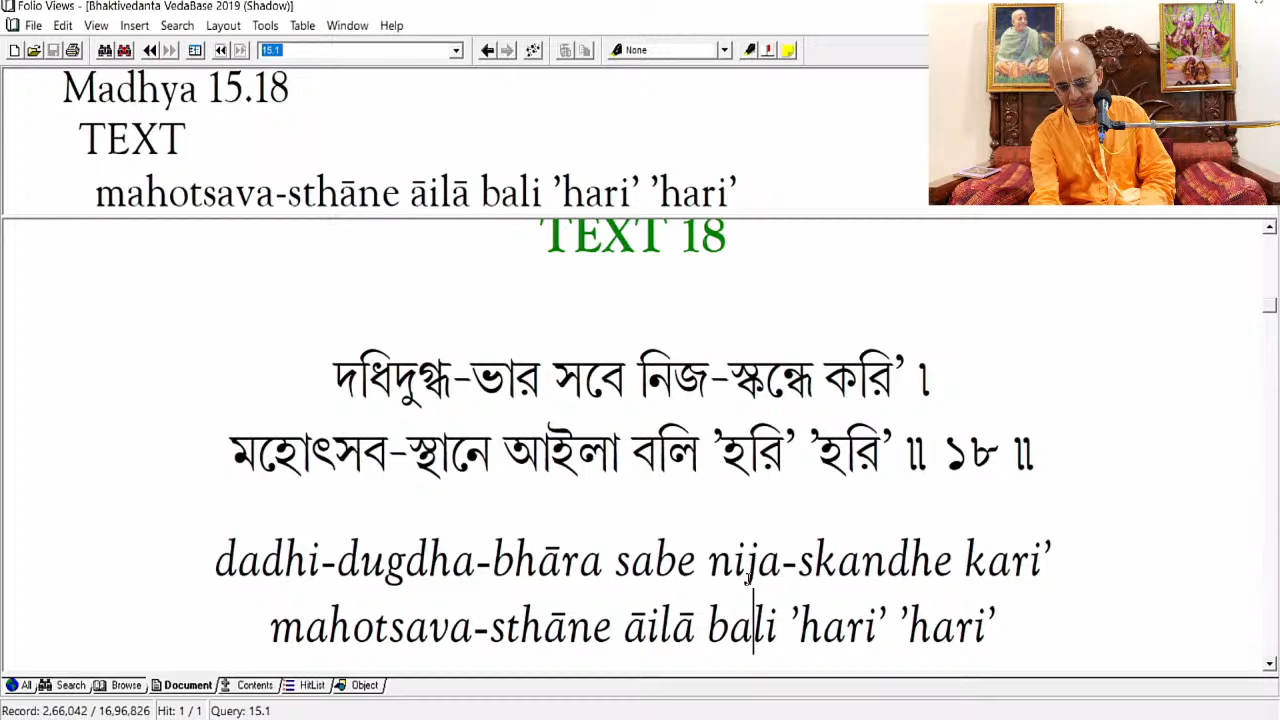 Folio Views - [Bhaktivedanta VedaBase 2019 (Shadow)]
File Edit View Insert Search Layout Tools Table Window Help
15.1
None
Madhya 15.18
TEXT
mahotsava-sthāne āilā bali ’hari’ ’hari’
TEXT 18
দধিদুগ্ধ-ভার সবে নিজ-স্কন্ধে করি’ ৷
মহোৎসব-স্থানে আইলা বলি ’হরি’ ’হরি’ ৷৷ ১৮ ৷৷
dadhi-dugdha-bhāra sabe nija-skandhe kari’
mahotsava-sthāne āilā bali ’hari’ ’hari’
All Search Browse Document Contents HitList Object
Record: 2,66,042 / 16,96,826 Hit: 1 / 1 Query: 15.1